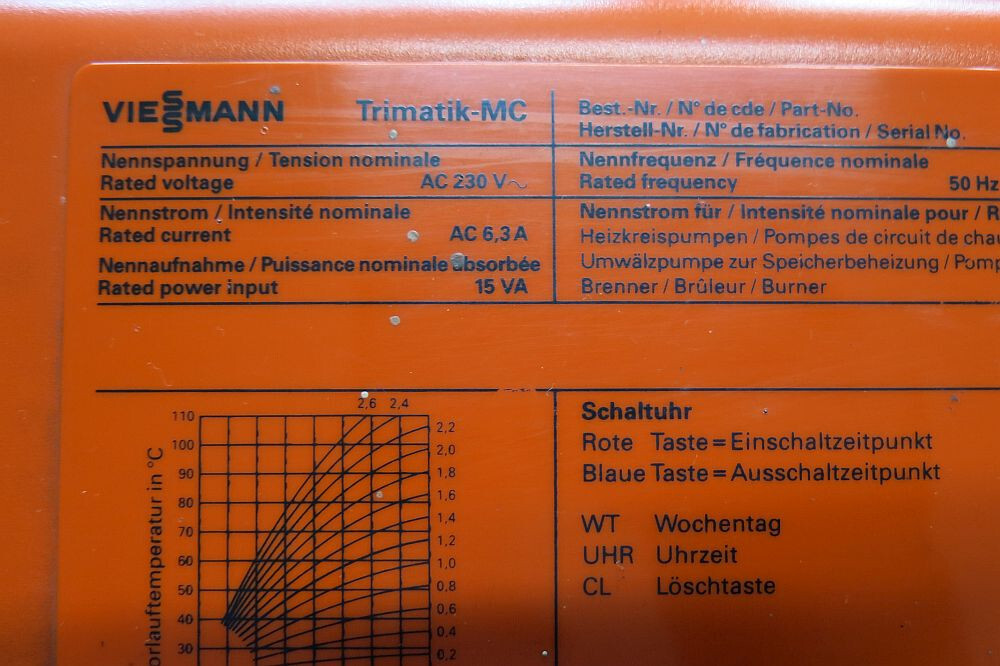 VIESSMANN Trimatik-MC
Best.-Nr. / N° de cde / Part-No.
Herstell-Nr. / N° de fabrication / Serial No.
Nennspannung / Tension nominale
Rated voltage AC 230 V~
Nennfrequenz / Fréquence nominale
Rated frequency 50 Hz
Nennstrom / Intensité nominale
Rated current AC 6,3 A
Nennaufnahme / Puissance nominale absorbée
Rated power input 15 VA
Nennstrom für / Intensité nominale pour / R
Heizkreispumpen / Pompes de circuit de chau
Umwälzpumpe zur Speicherbeheizung / Pomp
Brenner / Brûleur / Burner
2,6 2,4
110
100
90
80
70
60
50
40
30
orlauftemperatur in °C
2,2
2,0
1,8
1,6
1,4
1,2
1,0
0,8
0,6
0,4
0,2
Schaltuhr
Rote Taste = Einschaltzeitpunkt
Blaue Taste = Ausschaltzeitpunkt
WT Wochentag
UHR Uhrzeit
CL Löschtaste